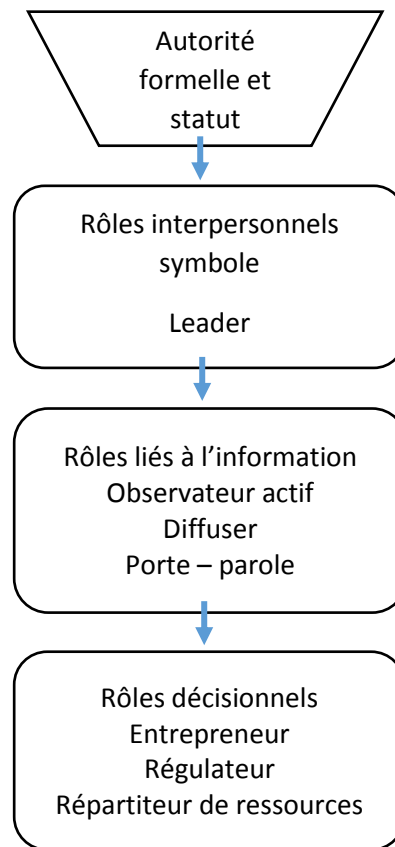 Autorité
formelle et
statut
Rôles interpersonnels
symbole
Leader
Rôles liés à l’information
Observateur actif
Diffuser
Porte – parole
Rôles décisionnels
Entrepreneur
Régulateur
Répartiteur de ressources